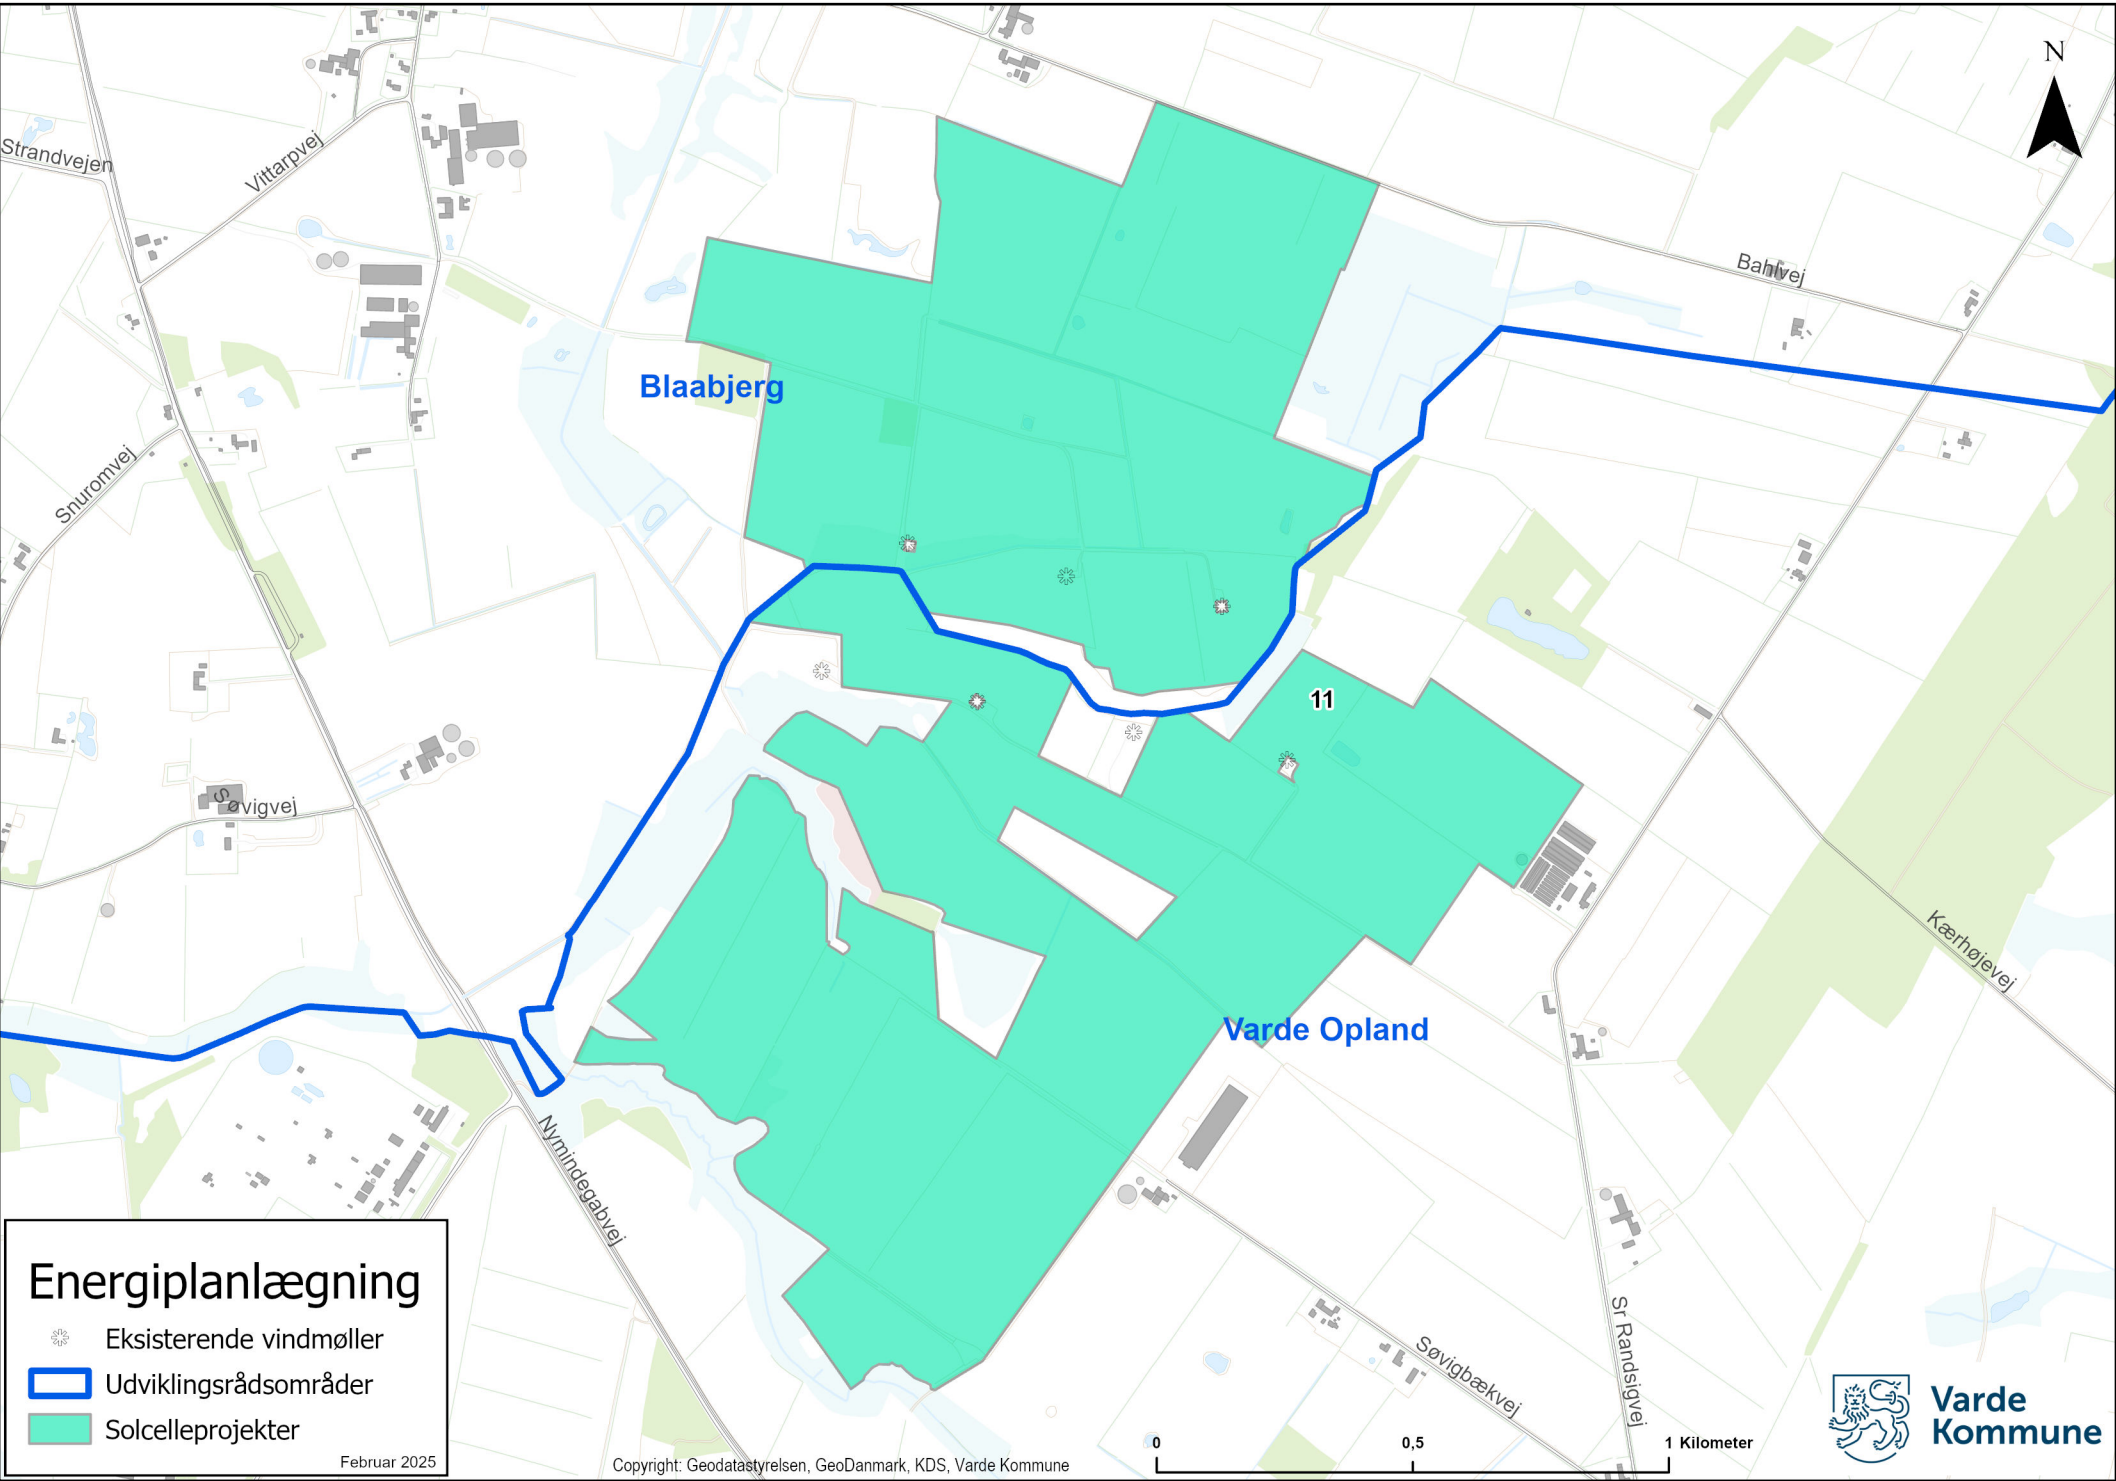 N
Strandvejen
Vittarpvej
Bahlvej
Blaabjerg
Snuromvej
11
Søvigvej
Kærhøjevej
Varde Opland
Nymindegabvej
Sr Randsigvej
Søvigbækvej
Energiplanlægning
Eksisterende vindmøller
Udviklingsrådsområder
Solcelleprojekter
Februar 2025
Copyright: Geodatastyrelsen, GeoDanmark, KDS, Varde Kommune
0 0,5 1 Kilometer
Varde
Kommune